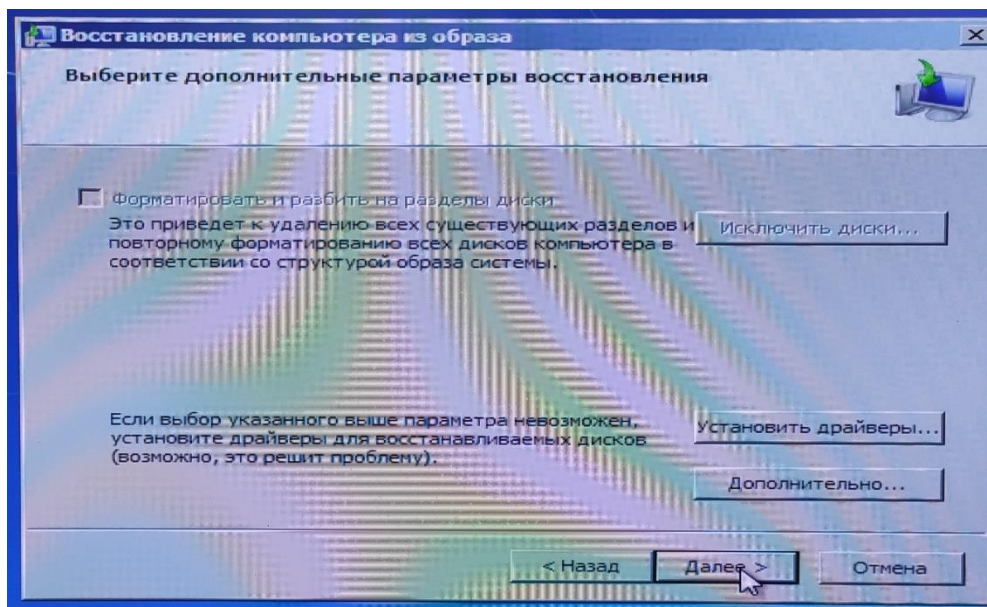 Восстановление компьютера из образа
Выберите дополнительные параметры восстановления
Форматировать и разбить на разделы диски
Это приведет к удалению всех существующих разделов и
повторному форматированию всех дисков компьютера в
соответствии со структурой образа системы.
Исключить диски...
Если выбор указанного выше параметра невозможен,
установите драйверы для восстанавливаемых дисков
(возможно, это решит проблему).
Установить драйверы...
Дополнительно...
< Назад
Далее >
Отмена